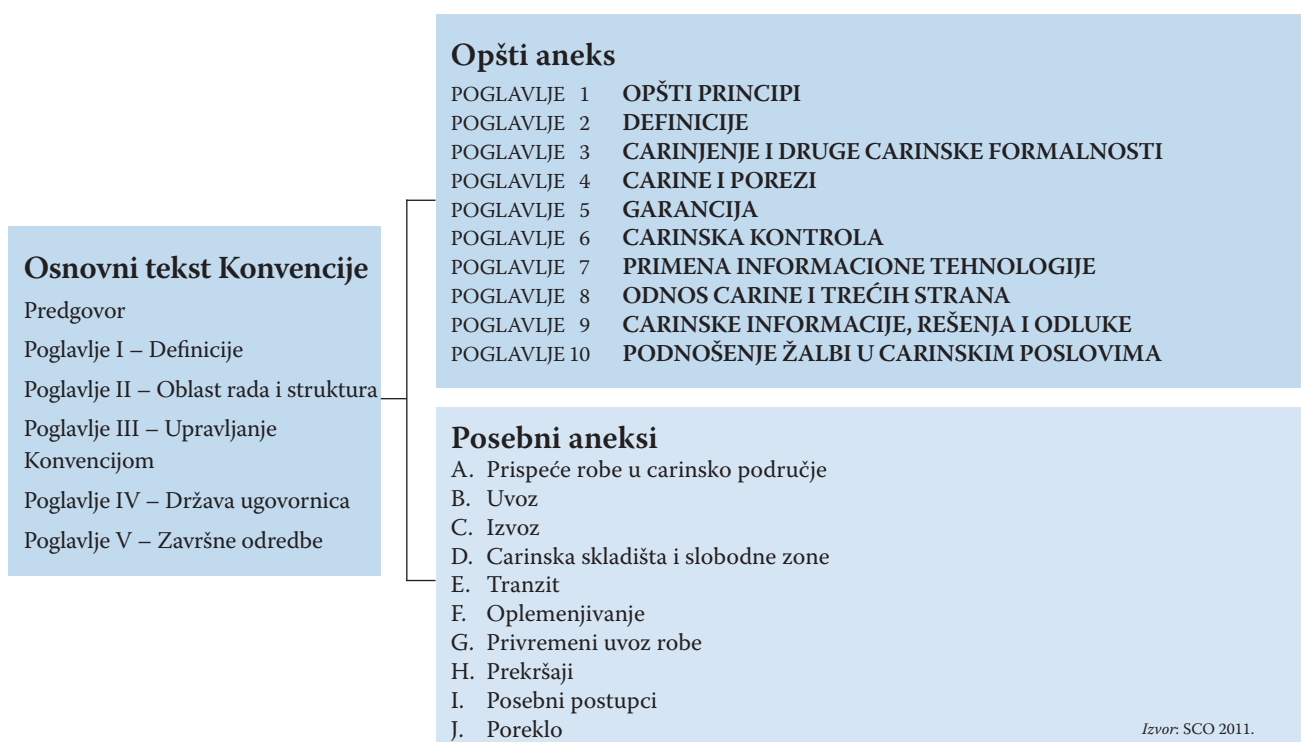 Osnovni tekst Konvencije
Predgovor
Poglavlje I – Definicije
Poglavlje II – Oblast rada i struktura
Poglavlje III – Upravljanje
Konvencijom
Poglavlje IV – Država ugovornica
Poglavlje V – Završne odredbe
Opšti aneks
POGLAVLJE 1 OPŠTI PRINCIPI
POGLAVLJE 2 DEFINICIJE
POGLAVLJE 3 CARINJENJE I DRUGE CARINSKE FORMALNOSTI
POGLAVLJE 4 CARINE I POREZI
POGLAVLJE 5 GARANCIJA
POGLAVLJE 6 CARINSKA KONTROLA
POGLAVLJE 7 PRIMENA INFORMACIONE TEHNOLOGIJE
POGLAVLJE 8 ODNOS CARINE I TREĆIH STRANA
POGLAVLJE 9 CARINSKE INFORMACIJE, REŠENJA I ODLUKE
POGLAVLJE 10 PODNOŠENJE ŽALBI U CARINSKIM POSLOVIMA
Posebni aneksi
A. Prispeće robe u carinsko područje
B. Uvoz
C. Izvoz
D. Carinska skladišta i slobodne zone
E. Tranzit
F. Oplemenjivanje
G. Privremeni uvoz robe
H. Prekršaji
I. Posebni postupci
J. Poreklo
Izvor: SCO 2011.